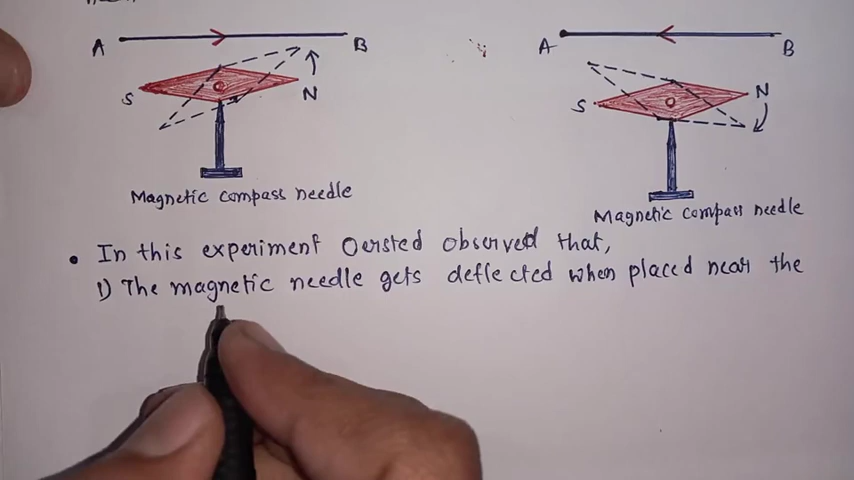 A B
S N
Magnetic compass needle
A B
S N
Magnetic compass needle
• In this experiment Oersted observed that,
1) The magnetic needle gets deflected when placed near the